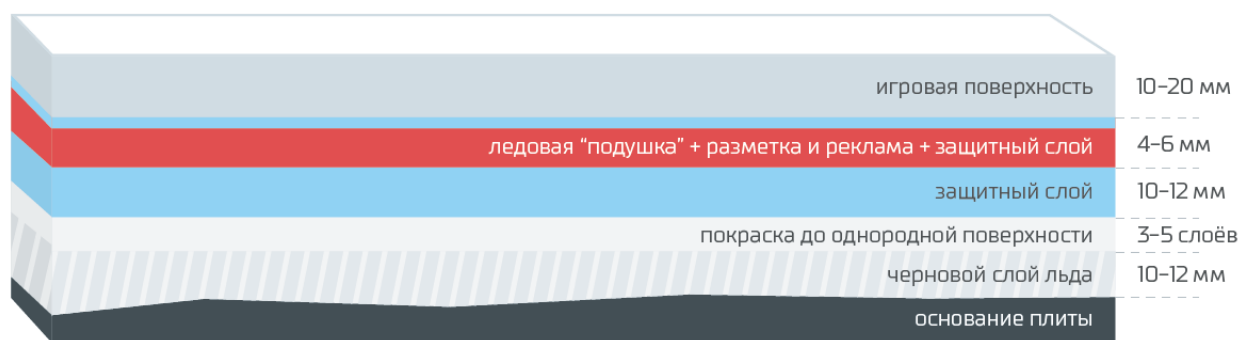 игровая поверхность 10–20 мм
ледовая “подушка” + разметка и реклама + защитный слой 4–6 мм
защитный слой 10–12 мм
покраска до однородной поверхности 3–5 слоёв
черновой слой льда 10–12 мм
основание плиты